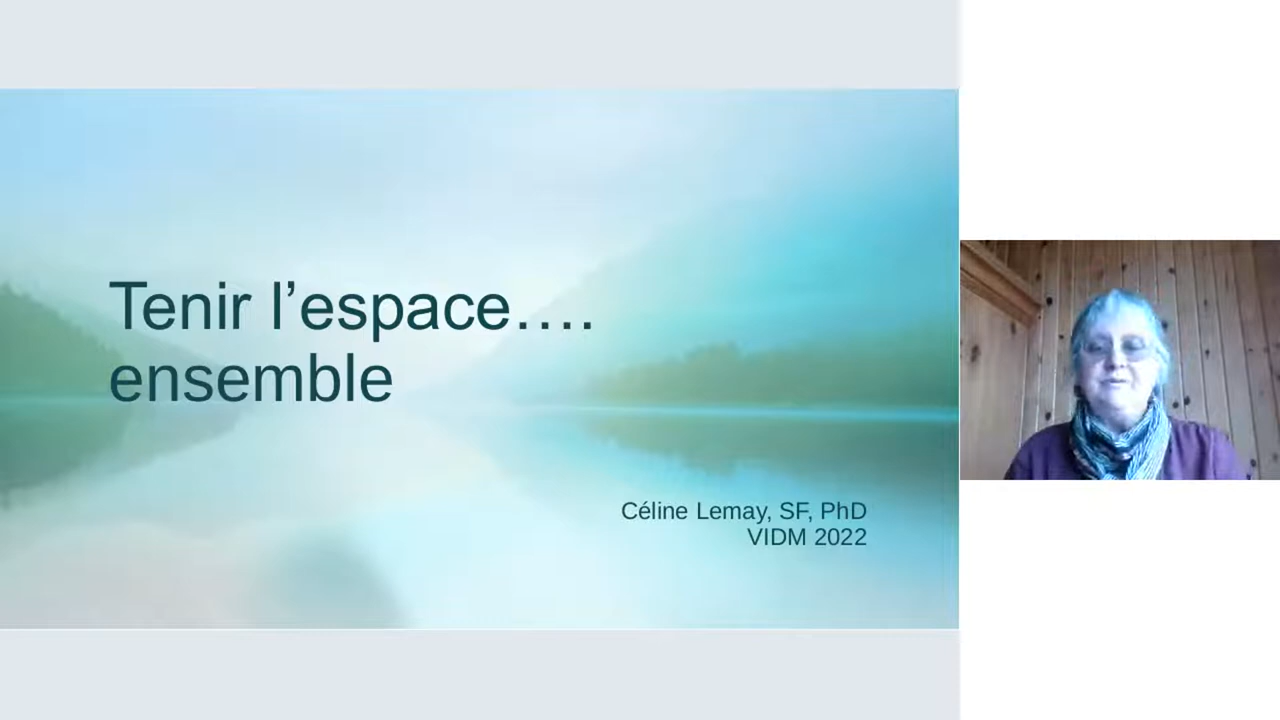 Tenir l’espace….
ensemble
Céline Lemay, SF, PhD
VIDM 2022